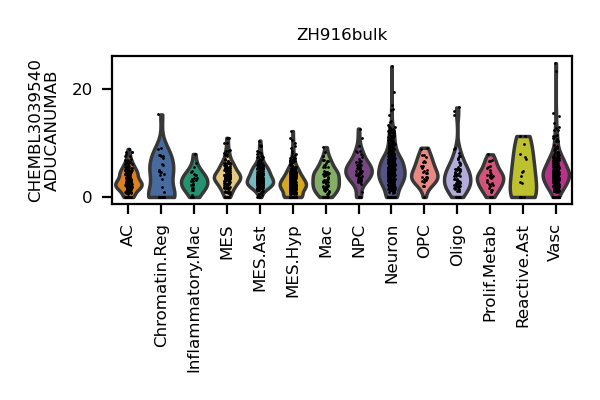 ZH916bulk
CHEMBL3039540
ADUCANUMAB
20
0
AC
Chromatin.Reg
Inflammatory.Mac
MES
MES.Ast
MES.Hyp
Mac
NPC
Neuron
OPC
Oligo
Prolif.Metab
Reactive.Ast
Vasc